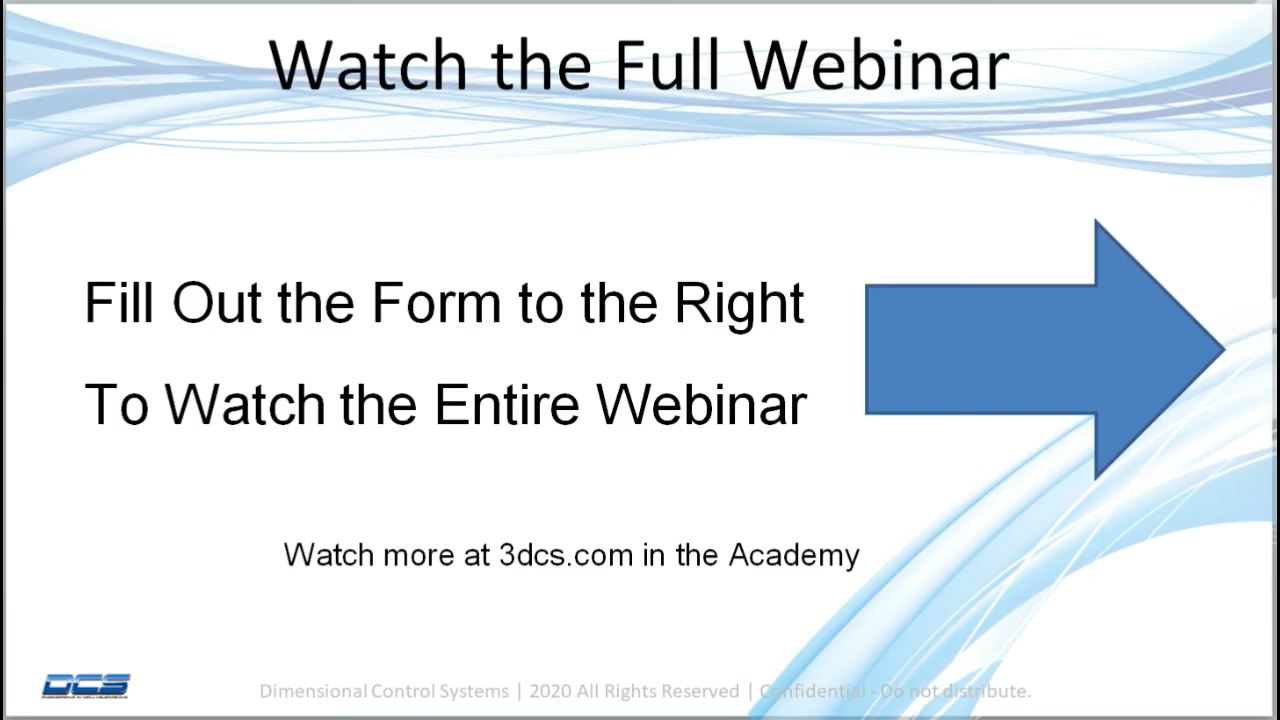 Watch the Full Webinar
Fill Out the Form to the Right
To Watch the Entire Webinar
Watch more at 3dcs.com in the Academy
DCS
Dimensional Control Systems | 2020 All Rights Reserved | Confidential - Do not distribute.